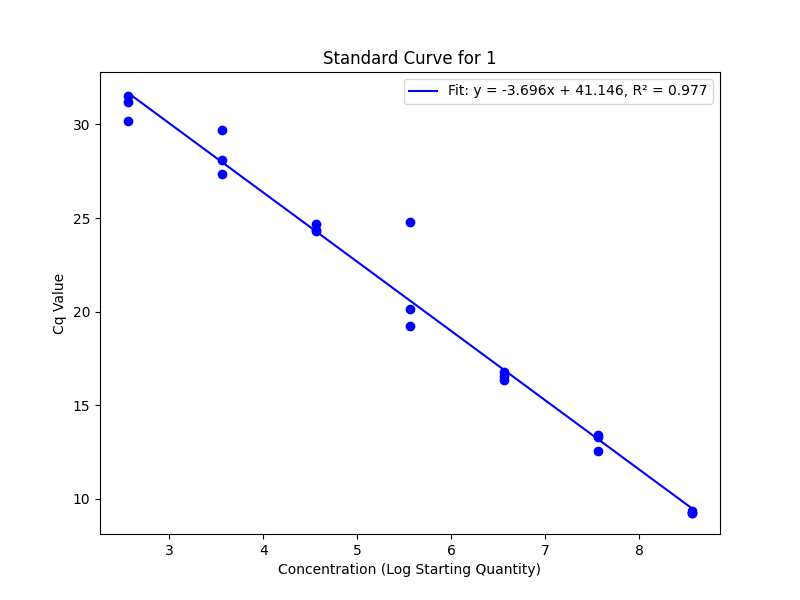 Standard Curve for 1
Fit: y = -3.696x + 41.146, R² = 0.977
Cq Value
30
25
20
15
10
3 4 5 6 7 8
Concentration (Log Starting Quantity)